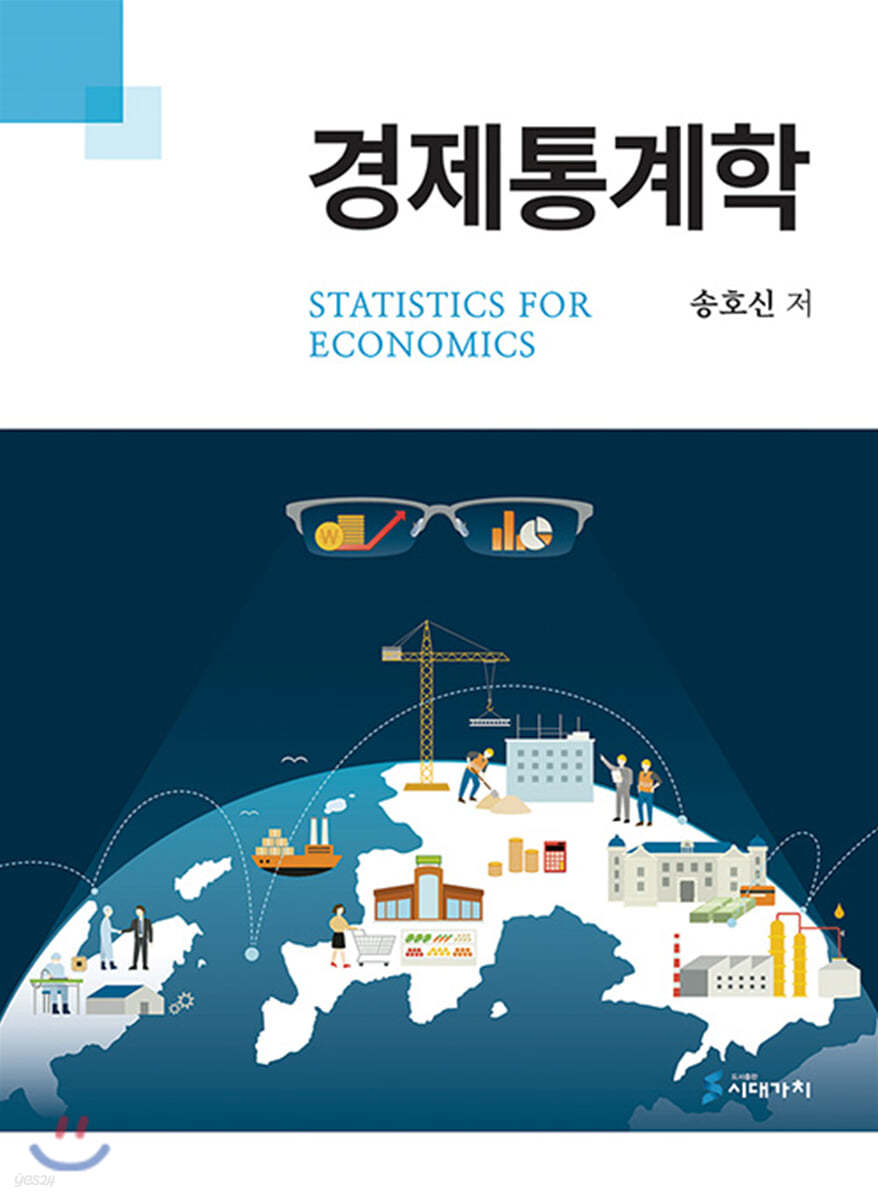 경제통계학
STATISTICS FOR
ECONOMICS
송호신 저
W
도서출판
시대가치
yes24